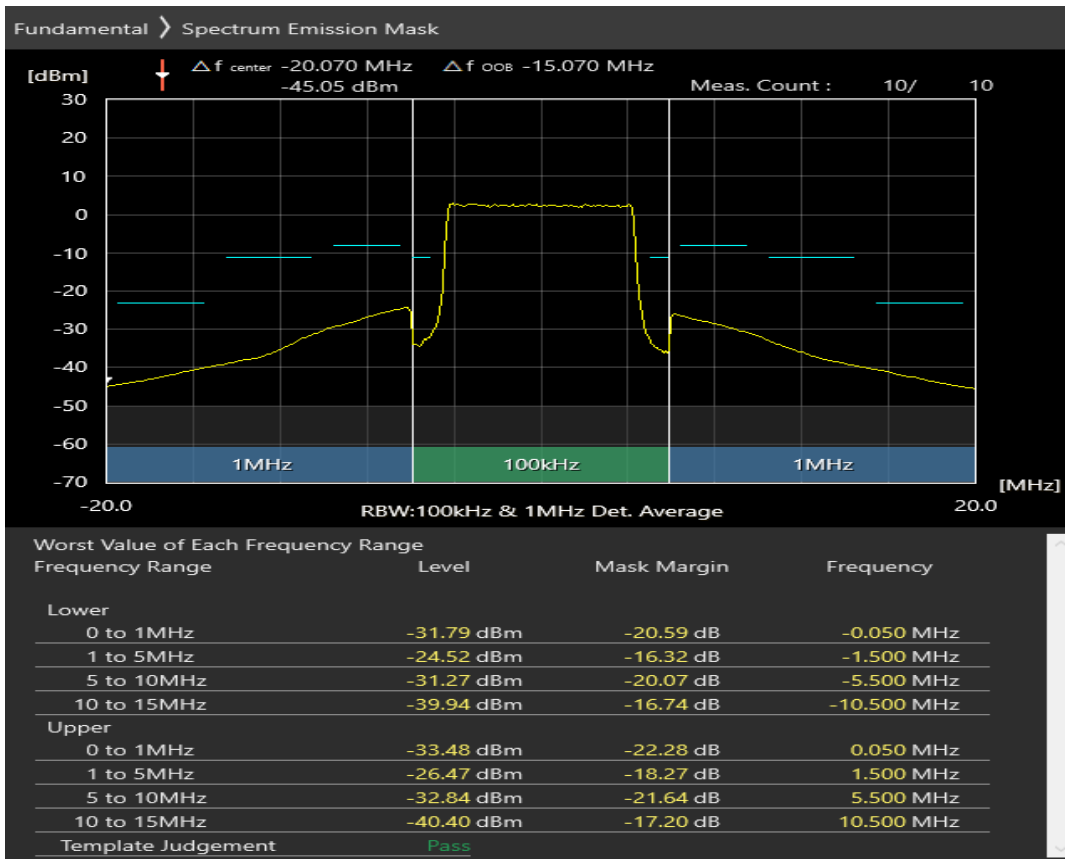 Fundamental ❯ Spectrum Emission Mask
[dBm] △f center -20.070 MHz △f OOB -15.070 MHz
-45.05 dBm Meas. Count : 10/ 10
30
20
10
0
-10
-20
-30
-40
-50
-60
1MHz 100kHz 1MHz
-70 [MHz]
-20.0 RBW:100kHz & 1MHz Det. Average 20.0
Worst Value of Each Frequency Range
Frequency Range Level Mask Margin Frequency
Lower
0 to 1MHz -31.79 dBm -20.59 dB -0.050 MHz
1 to 5MHz -24.52 dBm -16.32 dB -1.500 MHz
5 to 10MHz -31.27 dBm -20.07 dB -5.500 MHz
10 to 15MHz -39.94 dBm -16.74 dB -10.500 MHz
Upper
0 to 1MHz -33.48 dBm -22.28 dB 0.050 MHz
1 to 5MHz -26.47 dBm -18.27 dB 1.500 MHz
5 to 10MHz -32.84 dBm -21.64 dB 5.500 MHz
10 to 15MHz -40.40 dBm -17.20 dB 10.500 MHz
Template Judgement Pass